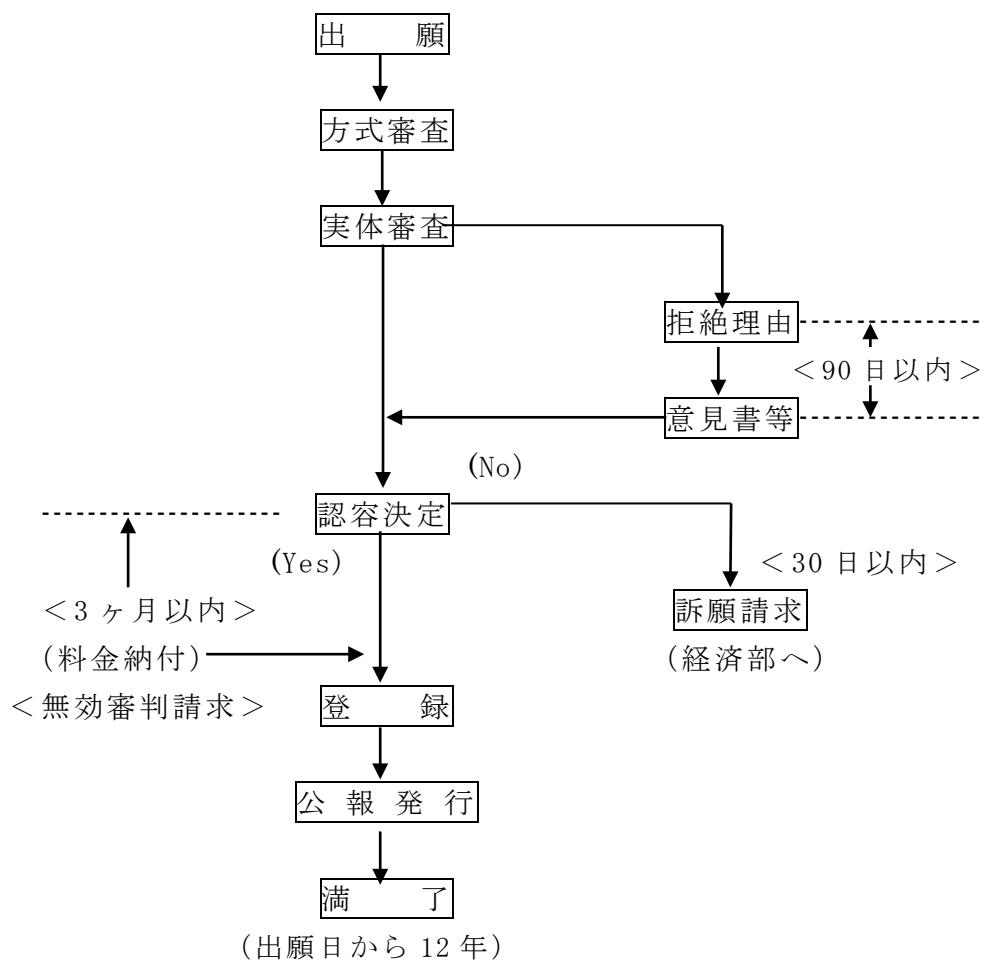 出　　願
方式審査
実体審査
拒絶理由
＜90日以内＞
意見書等
(No)
認容決定
(Yes)
＜30日以内＞
＜3ヶ月以内＞
訴願請求
(料金納付)
(経済部へ)
＜無効審判請求＞
登　　録
公報発行
満　　了
(出願日から12年)